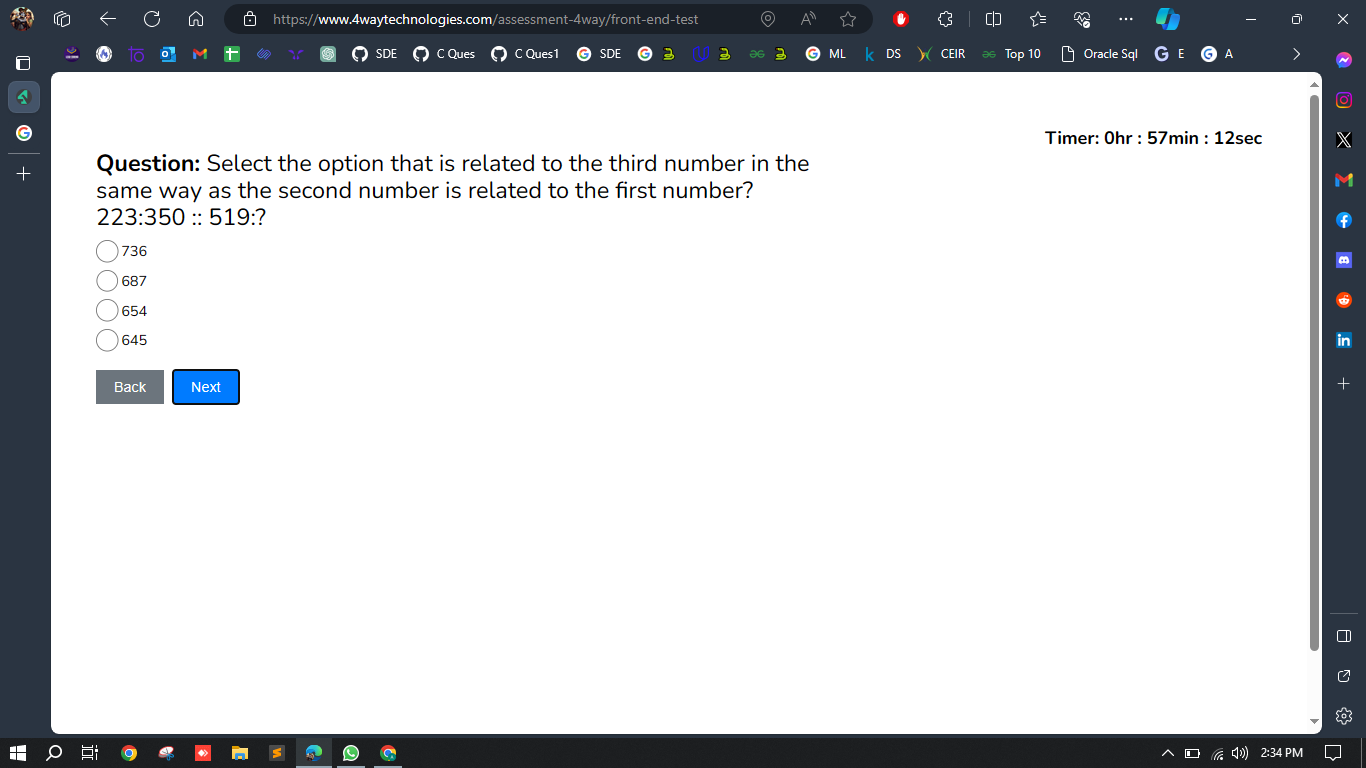 https://www.4waytechnologies.com/assessment-4way/front-end-test
SDE
C Ques
C Ques1
SDE
ML
DS
CEIR
Top 10
Oracle Sql
E
A
Timer: 0hr : 57min : 12sec
Question: Select the option that is related to the third number in the
same way as the second number is related to the first number?
223:350 :: 519:?
736
687
654
645
Back
Next
2:34 PM